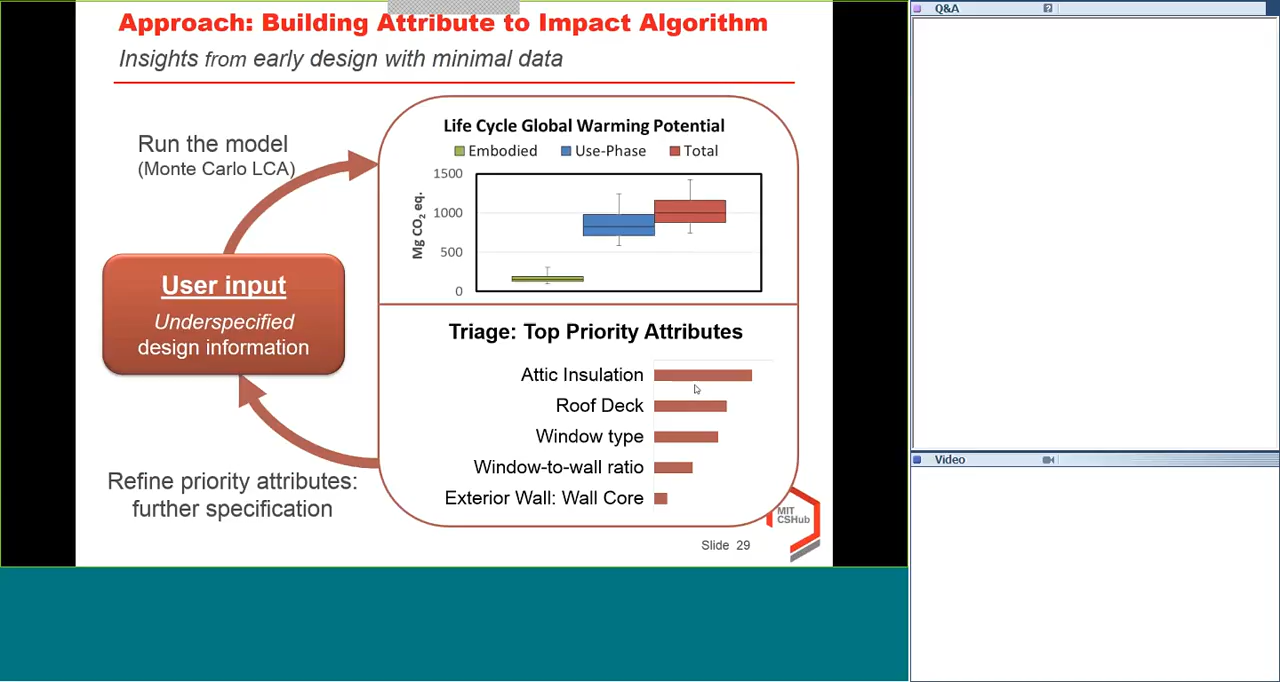 Approach: Building Attribute to Impact Algorithm
Insights from early design with minimal data
Run the model
(Monte Carlo LCA)
User input
Underspecified
design information
Refine priority attributes:
further specification
Life Cycle Global Warming Potential
Embodied Use-Phase Total
Mg CO₂ eq.
1500
1000
500
0
Triage: Top Priority Attributes
Attic Insulation
Roof Deck
Window type
Window-to-wall ratio
Exterior Wall: Wall Core
MIT
CSHub
Slide 29
Q&A
?
Video